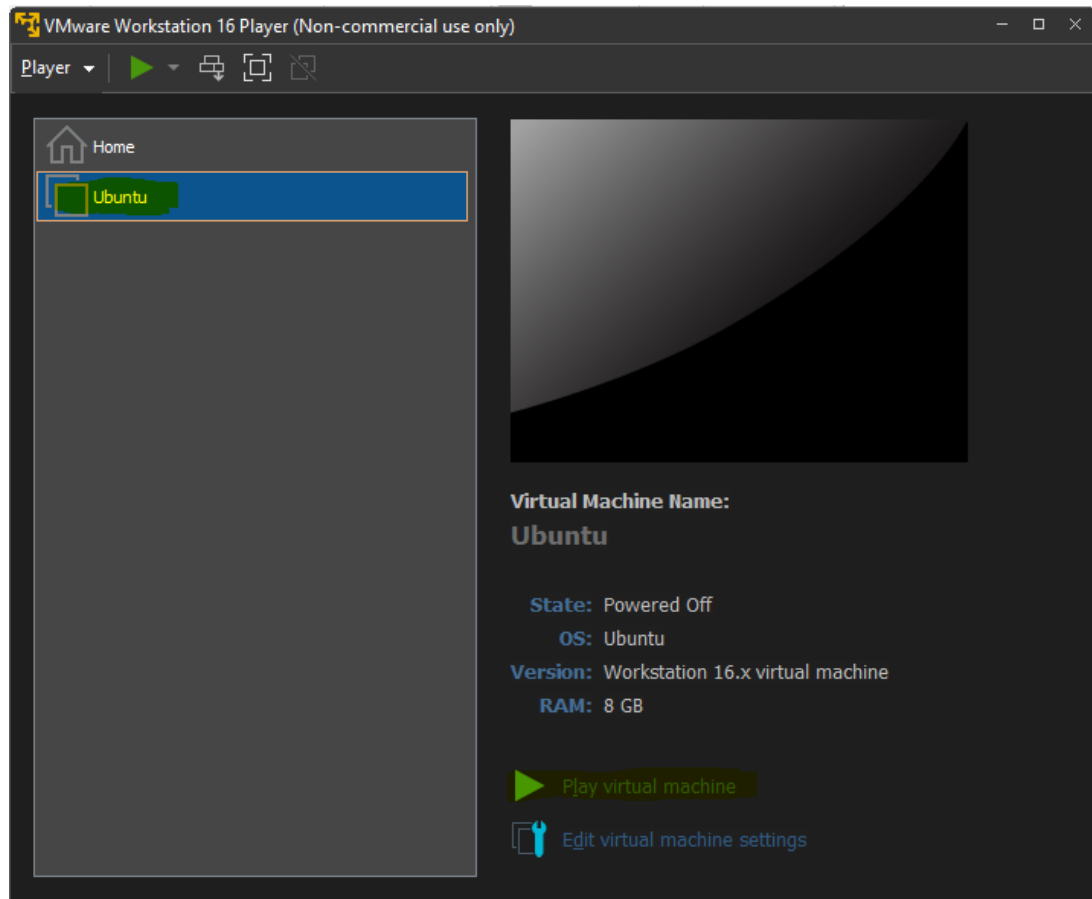 VMware Workstation 16 Player (Non-commercial use only)
Player
Home
Ubuntu
Virtual Machine Name:
Ubuntu
State: Powered Off
OS: Ubuntu
Version: Workstation 16.x virtual machine
RAM: 8 GB
Play virtual machine
Edit virtual machine settings